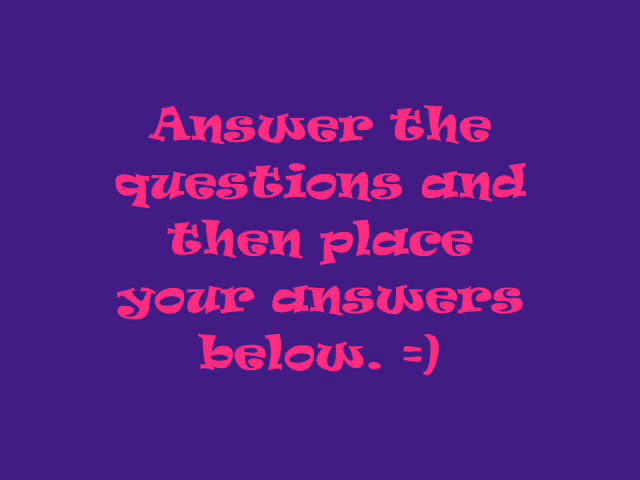 Answer the
questions and
then place
your answers
below. =)